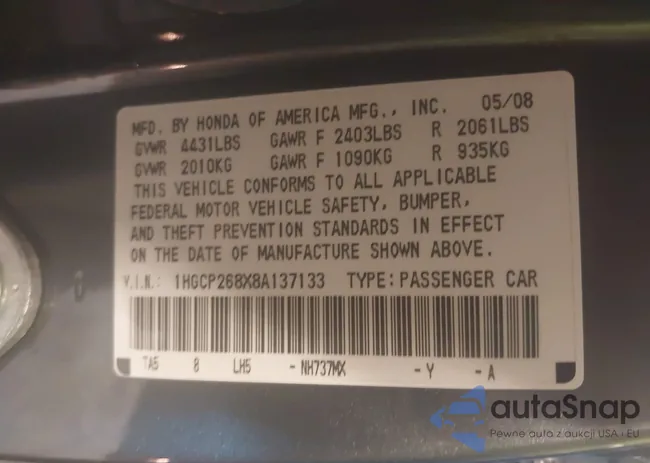 MFD. BY HONDA OF AMERICA MFG., INC. 05/08
GVWR 4431LBS GAWR F 2403LBS R 2061LBS
GVWR 2010KG GAWR F 1090KG R 935KG
THIS VEHICLE CONFORMS TO ALL APPLICABLE
FEDERAL MOTOR VEHICLE SAFETY, BUMPER,
AND THEFT PREVENTION STANDARDS IN EFFECT
ON THE DATE OF MANUFACTURE SHOWN ABOVE.
V.I.N.: 1HGCP268X8A137133 TYPE: PASSENGER CAR
TA5 8 LH5 - NH737MX - Y - A
autaSnap
Pewne auta z aukcji USA i EU